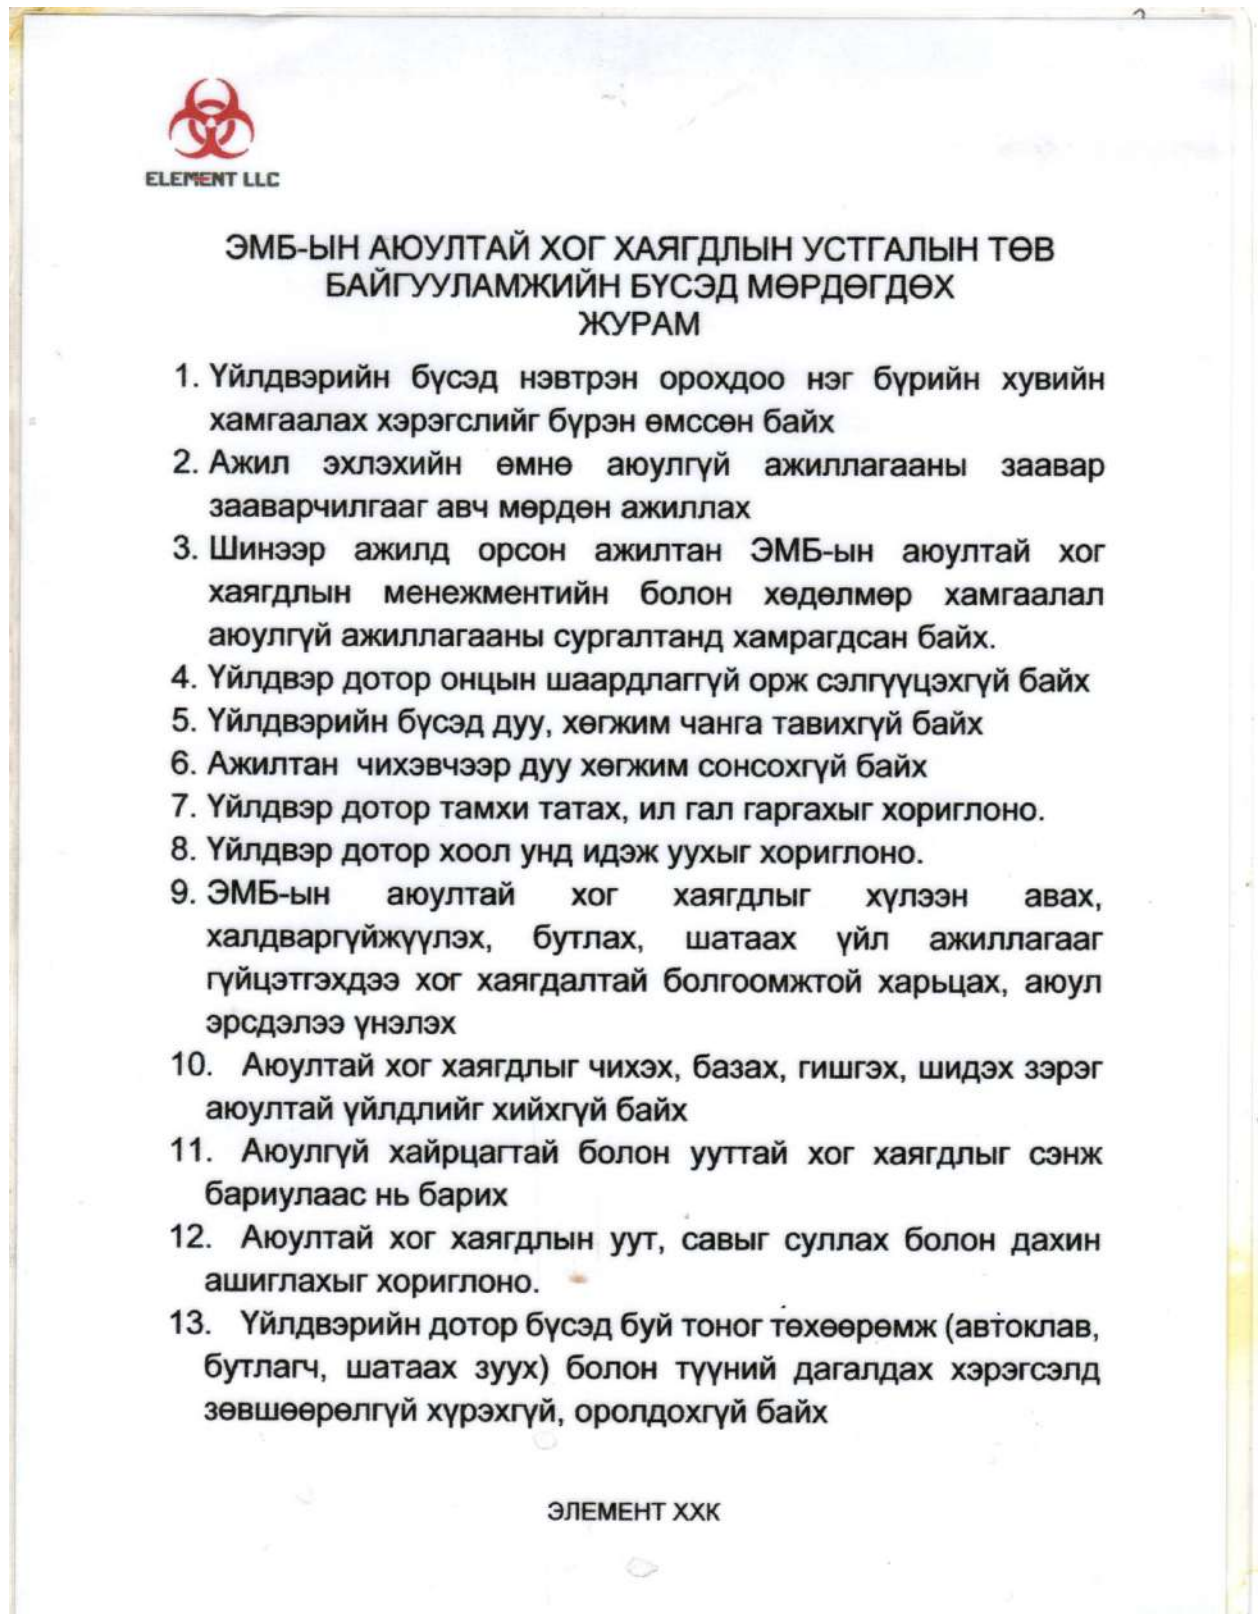 ELEMENT LLC
ЭМБ-ЫН АЮУЛТАЙ ХОГ ХАЯГДЛЫН УСТГАЛЫН ТӨВ
БАЙГУУЛАМЖИЙН БҮСЭД МӨРДӨГДӨХ
ЖУРАМ
1. Үйлдвэрийн бүсэд нэвтрэн орохдоо нэг бүрийн хувийн
хамгаалах хэрэгслийг бүрэн өмссөн байх
2. Ажил эхлэхийн өмнө аюулгүй ажиллагааны заавар
зааварчилгааг авч мөрдөн ажиллах
3. Шинээр ажилд орсон ажилтан ЭМБ-ын аюултай хог
хаягдлын менежментийн болон хөдөлмөр хамгаалал
аюулгүй ажиллагааны сургалтанд хамрагдсан байх.
4. Үйлдвэр дотор онцын шаардлаггүй орж сэлгүүцэхгүй байх
5. Үйлдвэрийн бүсэд дуу, хөгжим чанга тавихгүй байх
6. Ажилтан чихэвчээр дуу хөгжим сонсохгүй байх
7. Үйлдвэр дотор тамхи татах, ил гал гаргахыг хориглоно.
8. Үйлдвэр дотор хоол унд идэж уухыг хориглоно.
9. ЭМБ-ын аюултай хог хаягдлыг хүлээн авах,
халдваргүйжүүлэх, бутлах, шатаах үйл ажиллагааг
гүйцэтгэхдээ хог хаягдалтай болгоомжтой харьцах, аюул
эрсдэлээ үнэлэх
10. Аюултай хог хаягдлыг чихэх, базах, гишгэх, шидэх зэрэг
аюултай үйлдлийг хийхгүй байх
11. Аюулгүй хайрцагтай болон ууттай хог хаягдлыг сэнж
бариулаас нь барих
12. Аюултай хог хаягдлын уут, савыг суллах болон дахин
ашиглахыг хориглоно.
13. Үйлдвэрийн дотор бүсэд буй тоног төхөөрөмж (автоклав,
бутлагч, шатаах зуух) болон түүний дагалдах хэрэгсэлд
зөвшөөрөлгүй хүрэхгүй, оролдохгүй байх
ЭЛЕМЕНТ ХХК